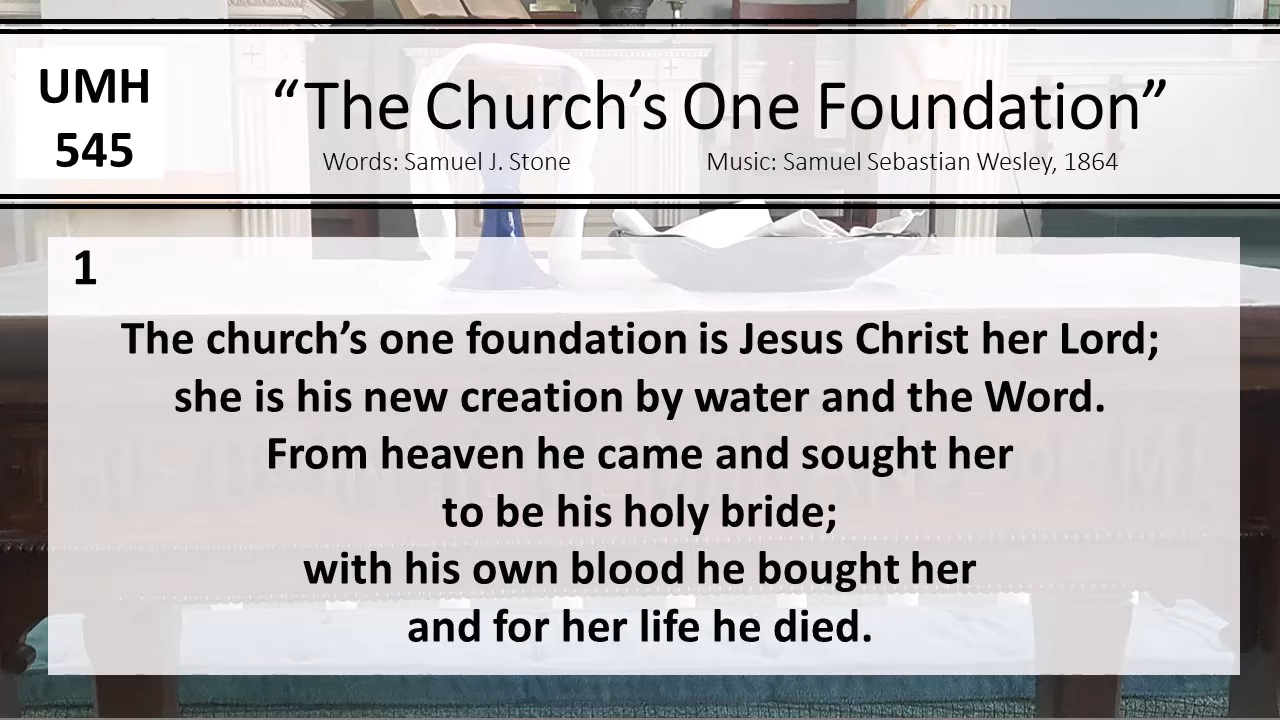 UMH
545
“The Church’s One Foundation”
Words: Samuel J. Stone Music: Samuel Sebastian Wesley, 1864
1
The church’s one foundation is Jesus Christ her Lord;
she is his new creation by water and the Word.
From heaven he came and sought her
to be his holy bride;
with his own blood he bought her
and for her life he died.